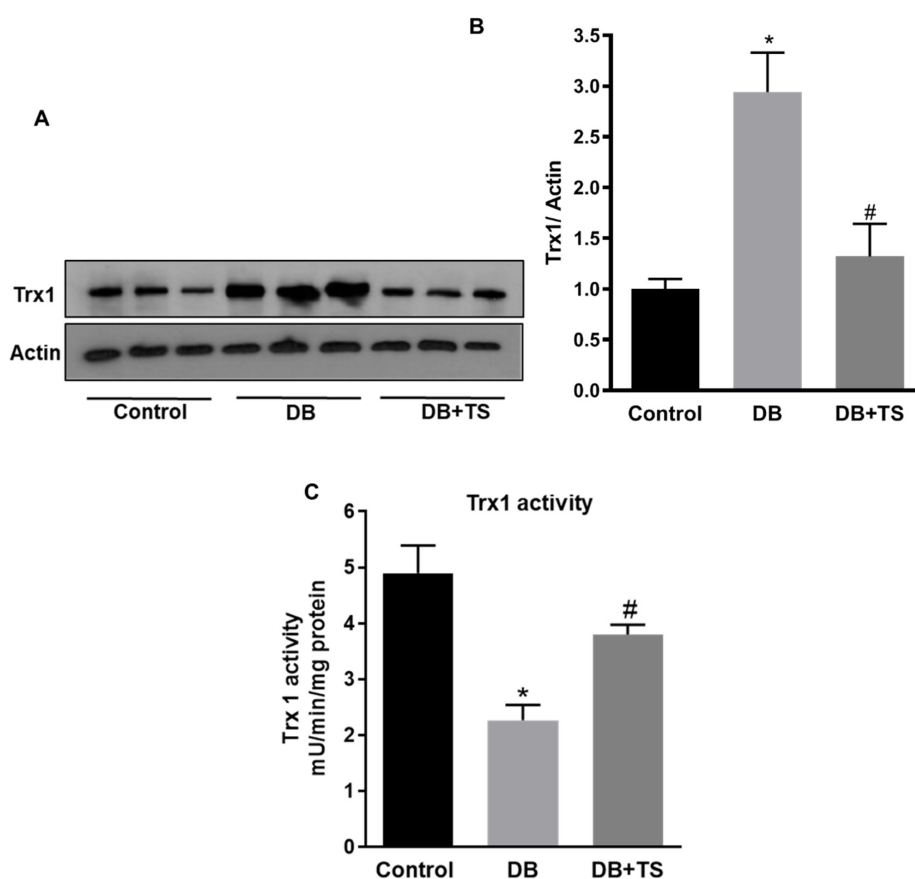 A
Trx1
Actin
Control DB DB+TS
B
3.5
3.0
2.5
2.0
1.5
1.0
0.5
0.0
Trx1/ Actin
*
#
Control DB DB+TS
C
Trx1 activity
6
5
4
3
2
1
0
Trx 1 activity
mU/min/mg protein
*
#
Control DB DB+TS